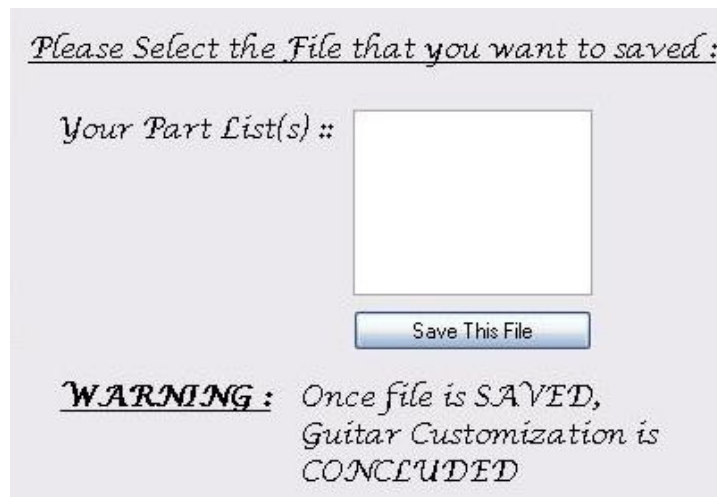 Please Select the File that you want to saved :
Your Part List(s) ::
Save This File
WARNING : Once file is SAVED,
Guitar Customization is
CONCLUDED